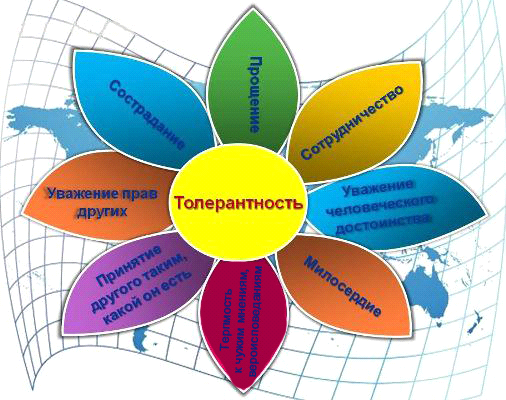 Толерантность
Прощение
Сотрудничество
Уважение
человеческого
достоинства
Милосердие
Терпмость
к чужим мнениям,
вероисповеданиям
Принятие
другого таким,
какой он есть
Уважение прав
других
Сострадание